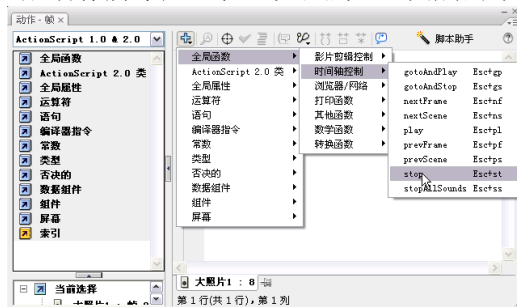 动作 - 帧 ×
ActionScript 1.0 & 2.0
脚本助手
全局函数
ActionScript 2.0 类
全局属性
运算符
语句
编译器指令
常数
类型
否决的
数据组件
组件
屏幕
索引
当前选择
全局函数
ActionScript 2.0 类
全局属性
运算符
语句
编译器指令
常数
类型
否决的
数据组件
组件
屏幕
影片剪辑控制
时间轴控制
浏览器/网络
打印函数
其他函数
数学函数
转换函数
gotoAndPlay Esc+gp
gotoAndStop Esc+gs
nextFrame Esc+nf
nextScene Esc+ns
play Esc+pl
prevFrame Esc+pf
prevScene Esc+ps
stop Esc+st
stopAllSounds Esc+ss
大照片1 : 8
第 1 行(共 1 行), 第 1 列